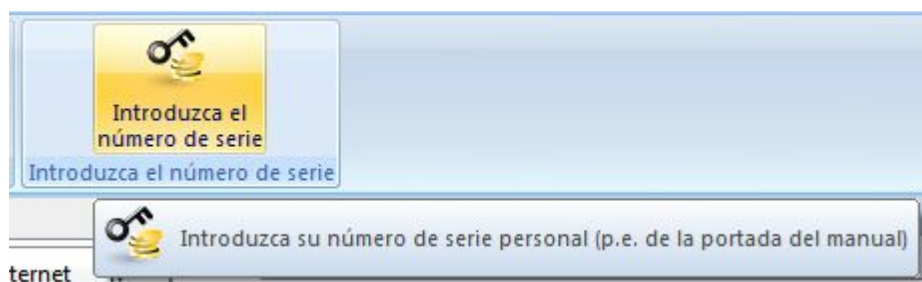 Introduzca el
número de serie
Introduzca el número de serie
Introduzca su número de serie personal (p.e. de la portada del manual)
ternet